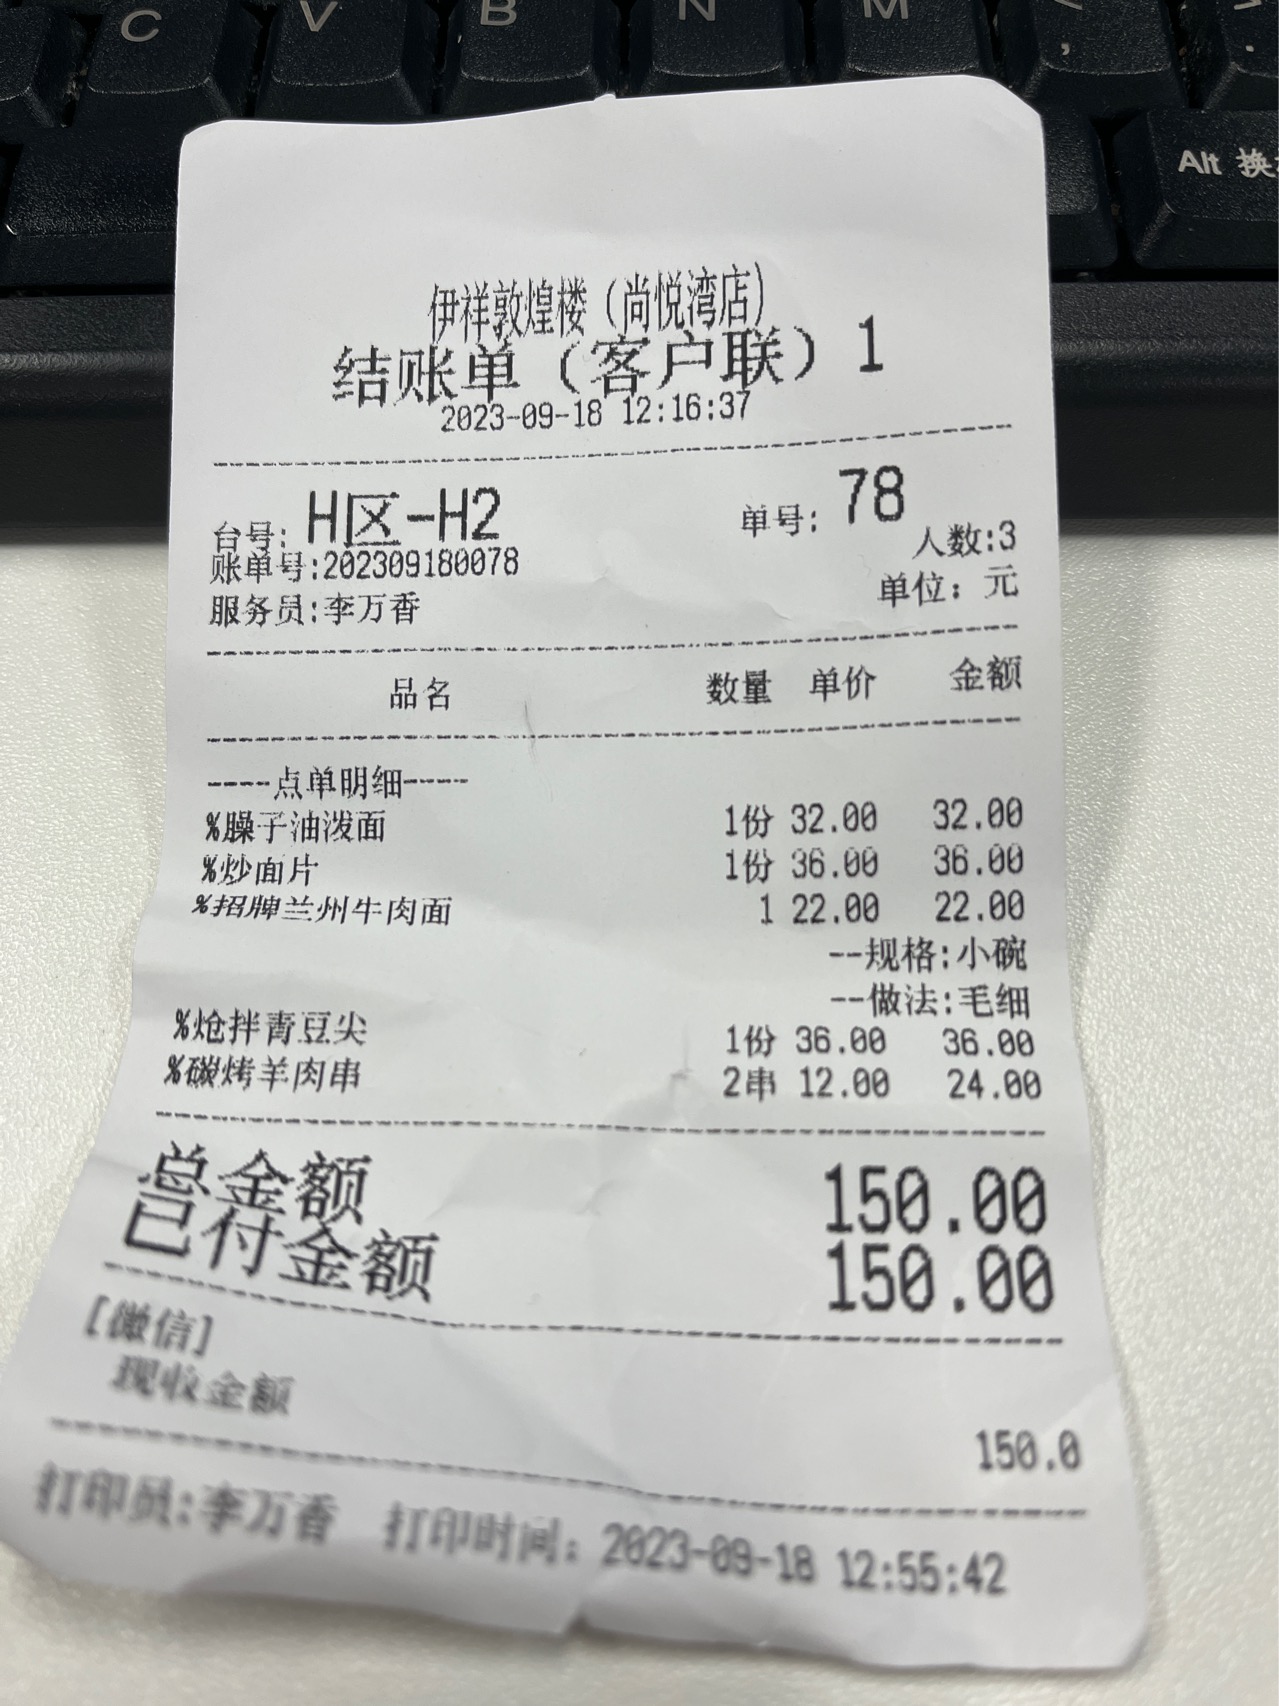 C V B N M
Alt
伊祥敦煌楼（尚悦湾店）
结账单（客户联）1
2023-09-18 12:16:37
台号: H区-H2 单号: 78
人数:3
账单号:202309180078
单位：元
服务员:李万香
品名 数量 单价 金额
----点单明细----
%臊子油泼面 1份 32.00 32.00
%炒面片 1份 36.00 36.00
%招牌兰州牛肉面 1 22.00 22.00
--规格:小碗
--做法:毛细
%炝拌青豆尖 1份 36.00 36.00
%碳烤羊肉串 2串 12.00 24.00
总金额 150.00
已付金额 150.00
[微信]
现收金额
150.0
打印员:李万香 打印时间：2023-09-18 12:55:42